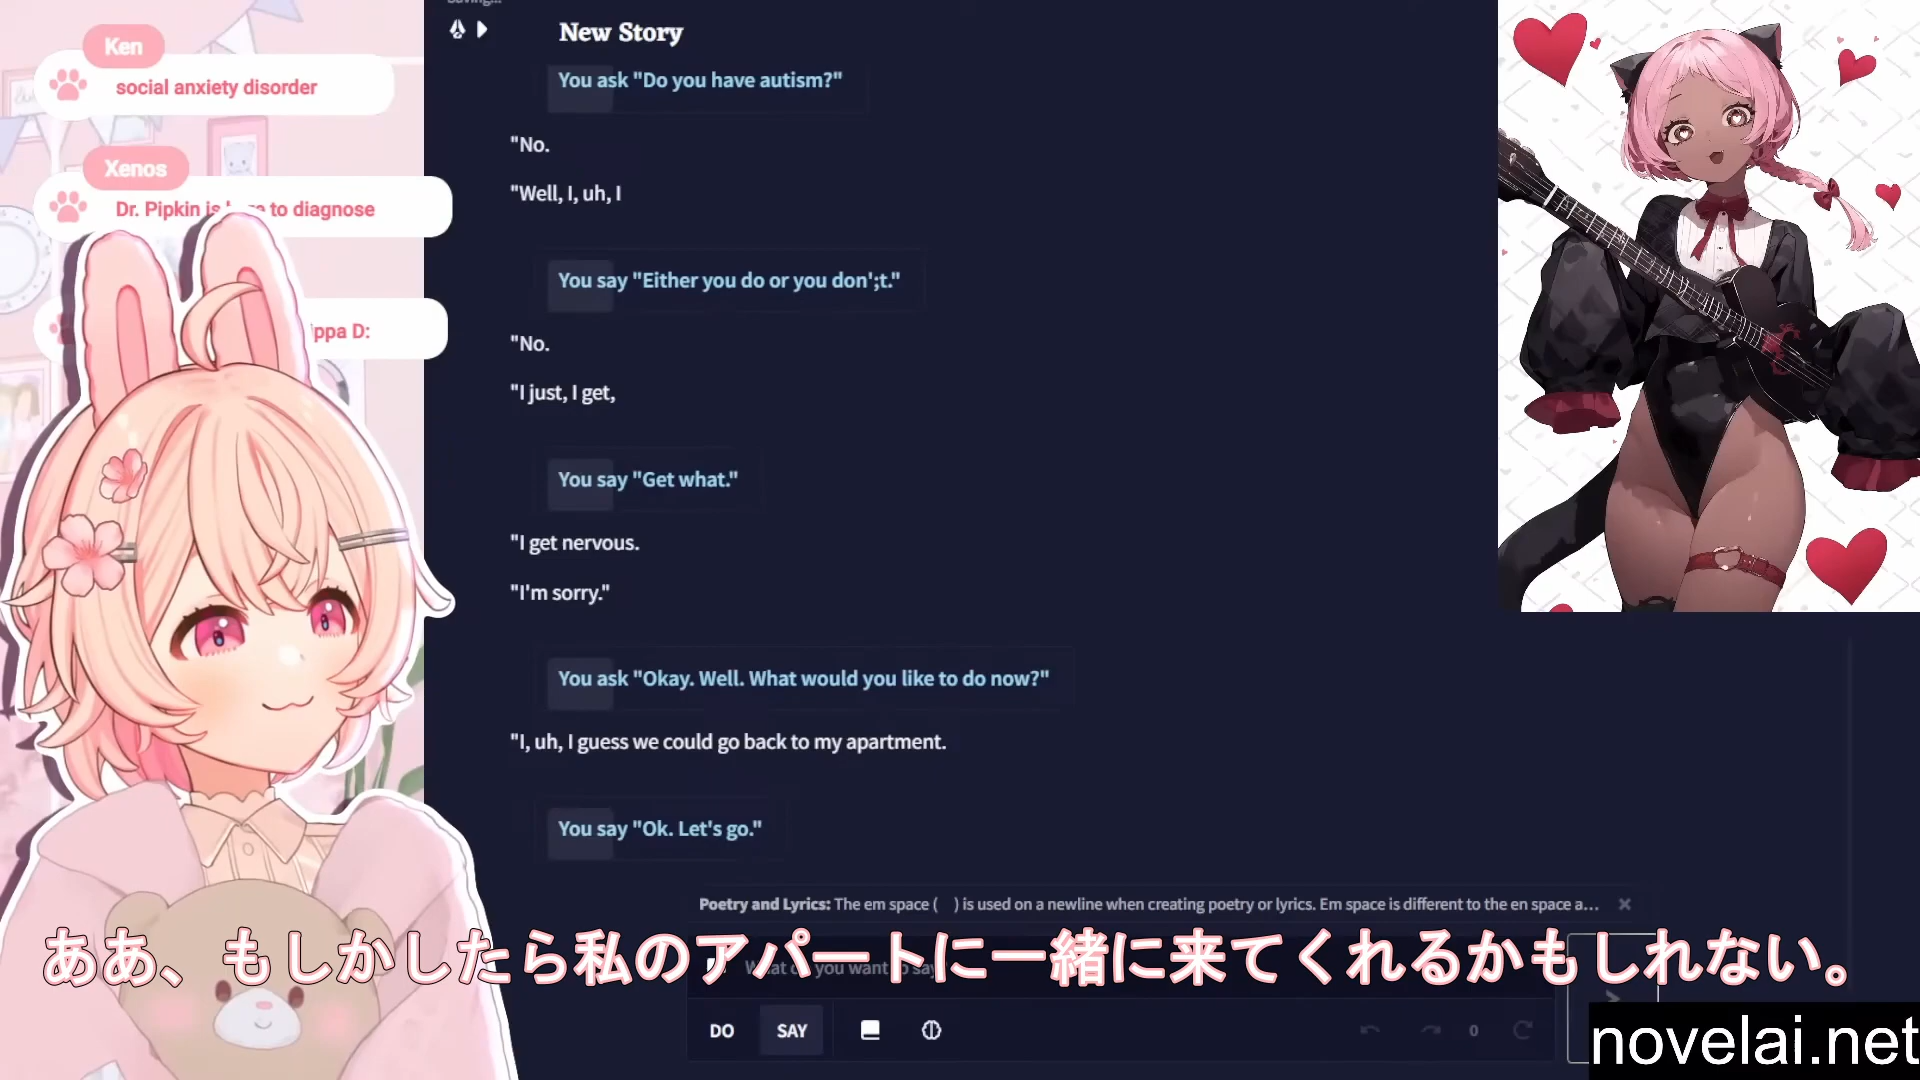 Saving...
New Story
Ken
social anxiety disorder
Xenos
Dr. Pipkin is to diagnose
ippa D:
You ask "Do you have autism?"
"No.
"Well, I, uh, I
You say "Either you do or you don';t."
"No.
"I just, I get,
You say "Get what."
"I get nervous.
"I'm sorry."
You ask "Okay. Well. What would you like to do now?"
"I, uh, I guess we could go back to my apartment.
You say "Ok. Let's go."
Poetry and Lyrics: The em space ( ) is used on a newline when creating poetry or lyrics. Em space is different to the en space a...
ああ、もしかしたら私のアパートに一緒に来てくれるかもしれない。
you want say
DO SAY 0
novelai.net